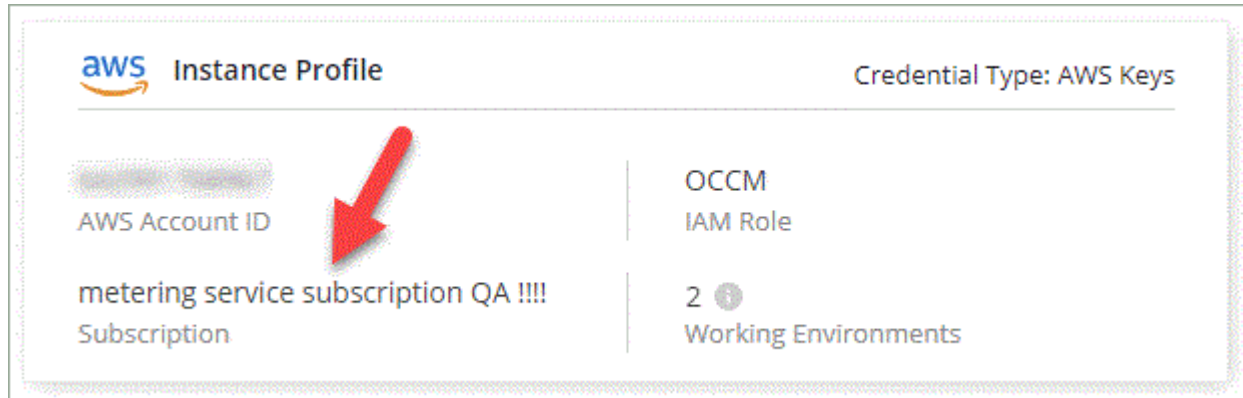 aws Instance Profile
Credential Type: AWS Keys
AWS Account ID
OCCM
IAM Role
metering service subscription QA !!!!
Subscription
2
Working Environments